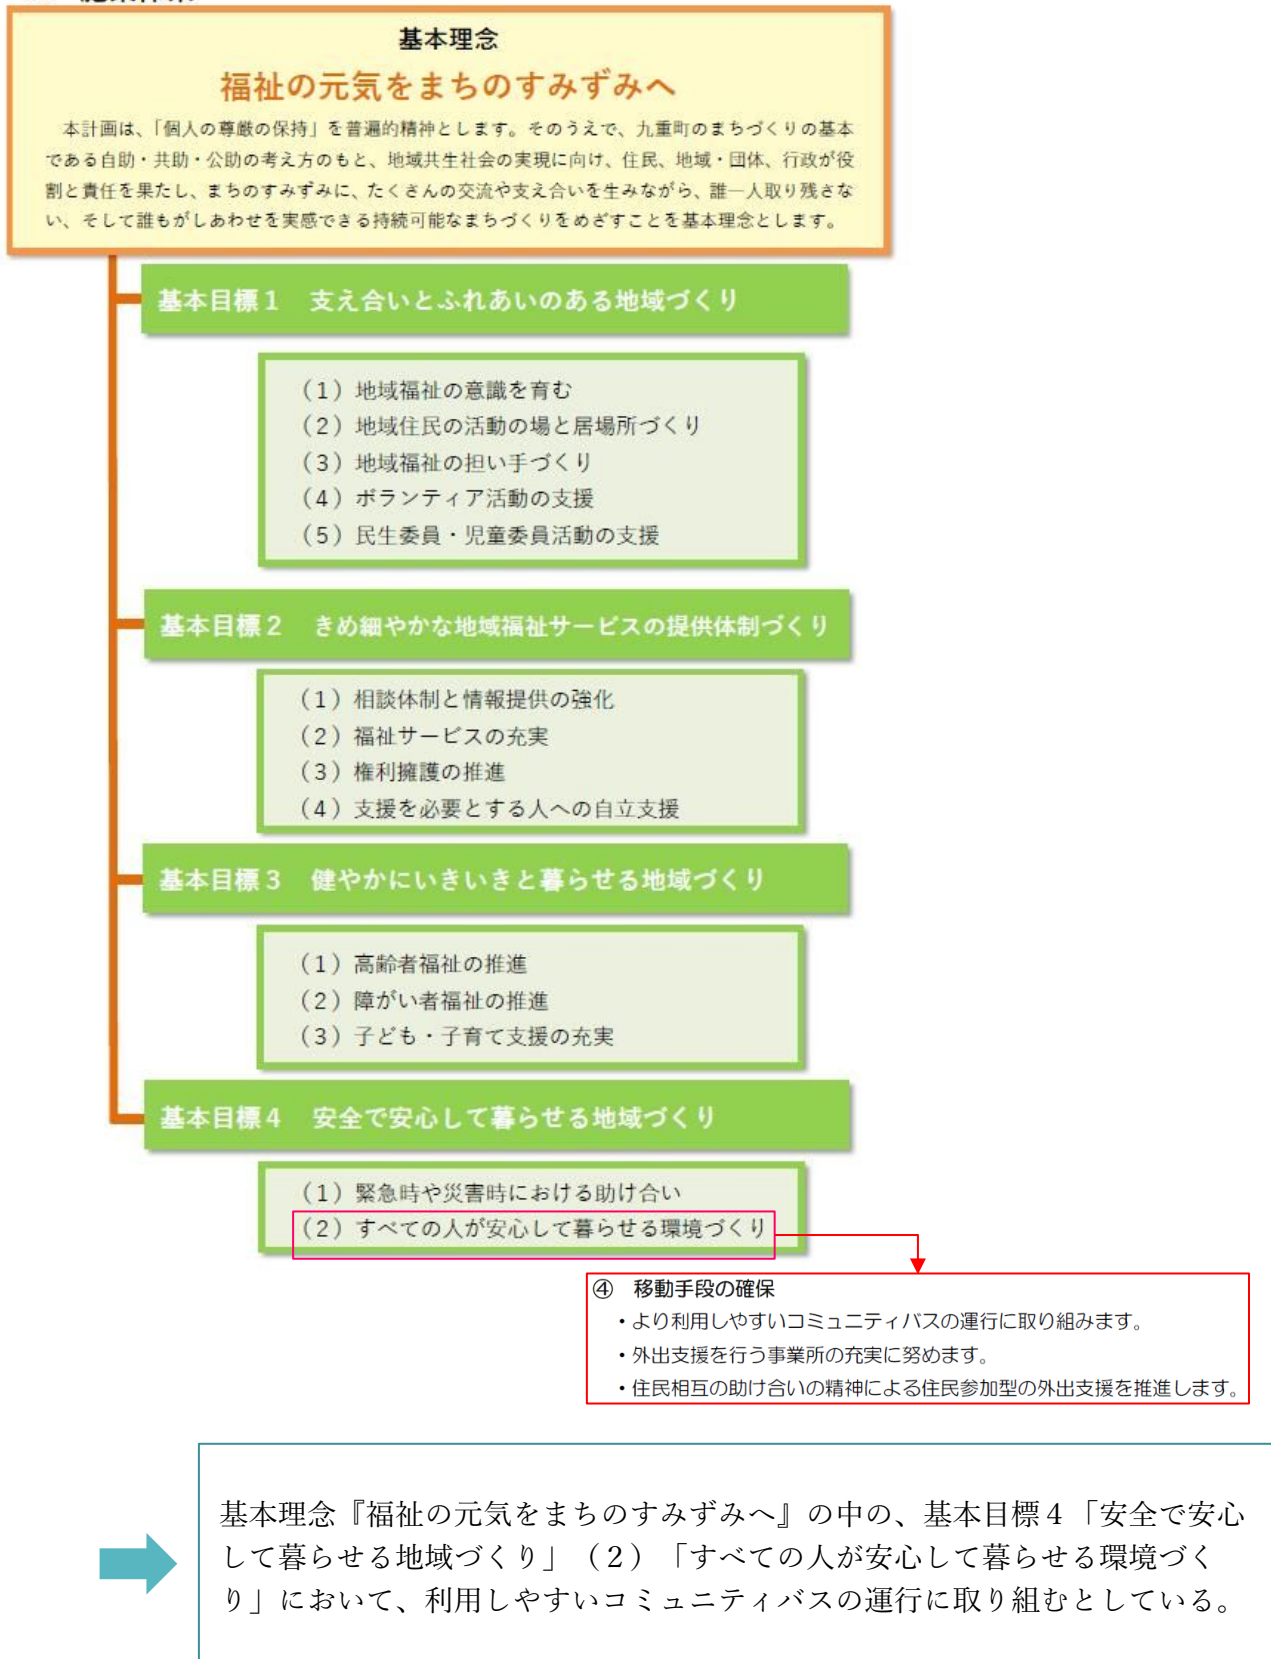 基本理念
福祉の元気をまちのすみずみへ
本計画は、「個人の尊厳の保持」を普遍的精神とします。そのうえで、九重町のまちづくりの基本
である自助・共助・公助の考え方のもと、地域共生社会の実現に向け、住民、地域・団体、行政が役
割と責任を果たし、まちのすみずみに、たくさんの交流や支え合いを生みながら、誰一人取り残さな
い、そして誰もがしあわせを実感できる持続可能なまちづくりをめざすことを基本理念とします。
基本目標１　支え合いとふれあいのある地域づくり
（１）地域福祉の意識を育む
（２）地域住民の活動の場と居場所づくり
（３）地域福祉の担い手づくり
（４）ボランティア活動の支援
（５）民生委員・児童委員活動の支援
基本目標２　きめ細やかな地域福祉サービスの提供体制づくり
（１）相談体制と情報提供の強化
（２）福祉サービスの充実
（３）権利擁護の推進
（４）支援を必要とする人への自立支援
基本目標３　健やかにいきいきと暮らせる地域づくり
（１）高齢者福祉の推進
（２）障がい者福祉の推進
（３）子ども・子育て支援の充実
基本目標４　安全で安心して暮らせる地域づくり
（１）緊急時や災害時における助け合い
（２）すべての人が安心して暮らせる環境づくり
④　移動手段の確保
・より利用しやすいコミュニティバスの運行に取り組みます。
・外出支援を行う事業所の充実に努めます。
・住民相互の助け合いの精神による住民参加型の外出支援を推進します。
基本理念『福祉の元気をまちのすみずみへ』の中の、基本目標４「安全で安心
して暮らせる地域づくり」（２）「すべての人が安心して暮らせる環境づく
り」において、利用しやすいコミュニティバスの運行に取り組むとしている。